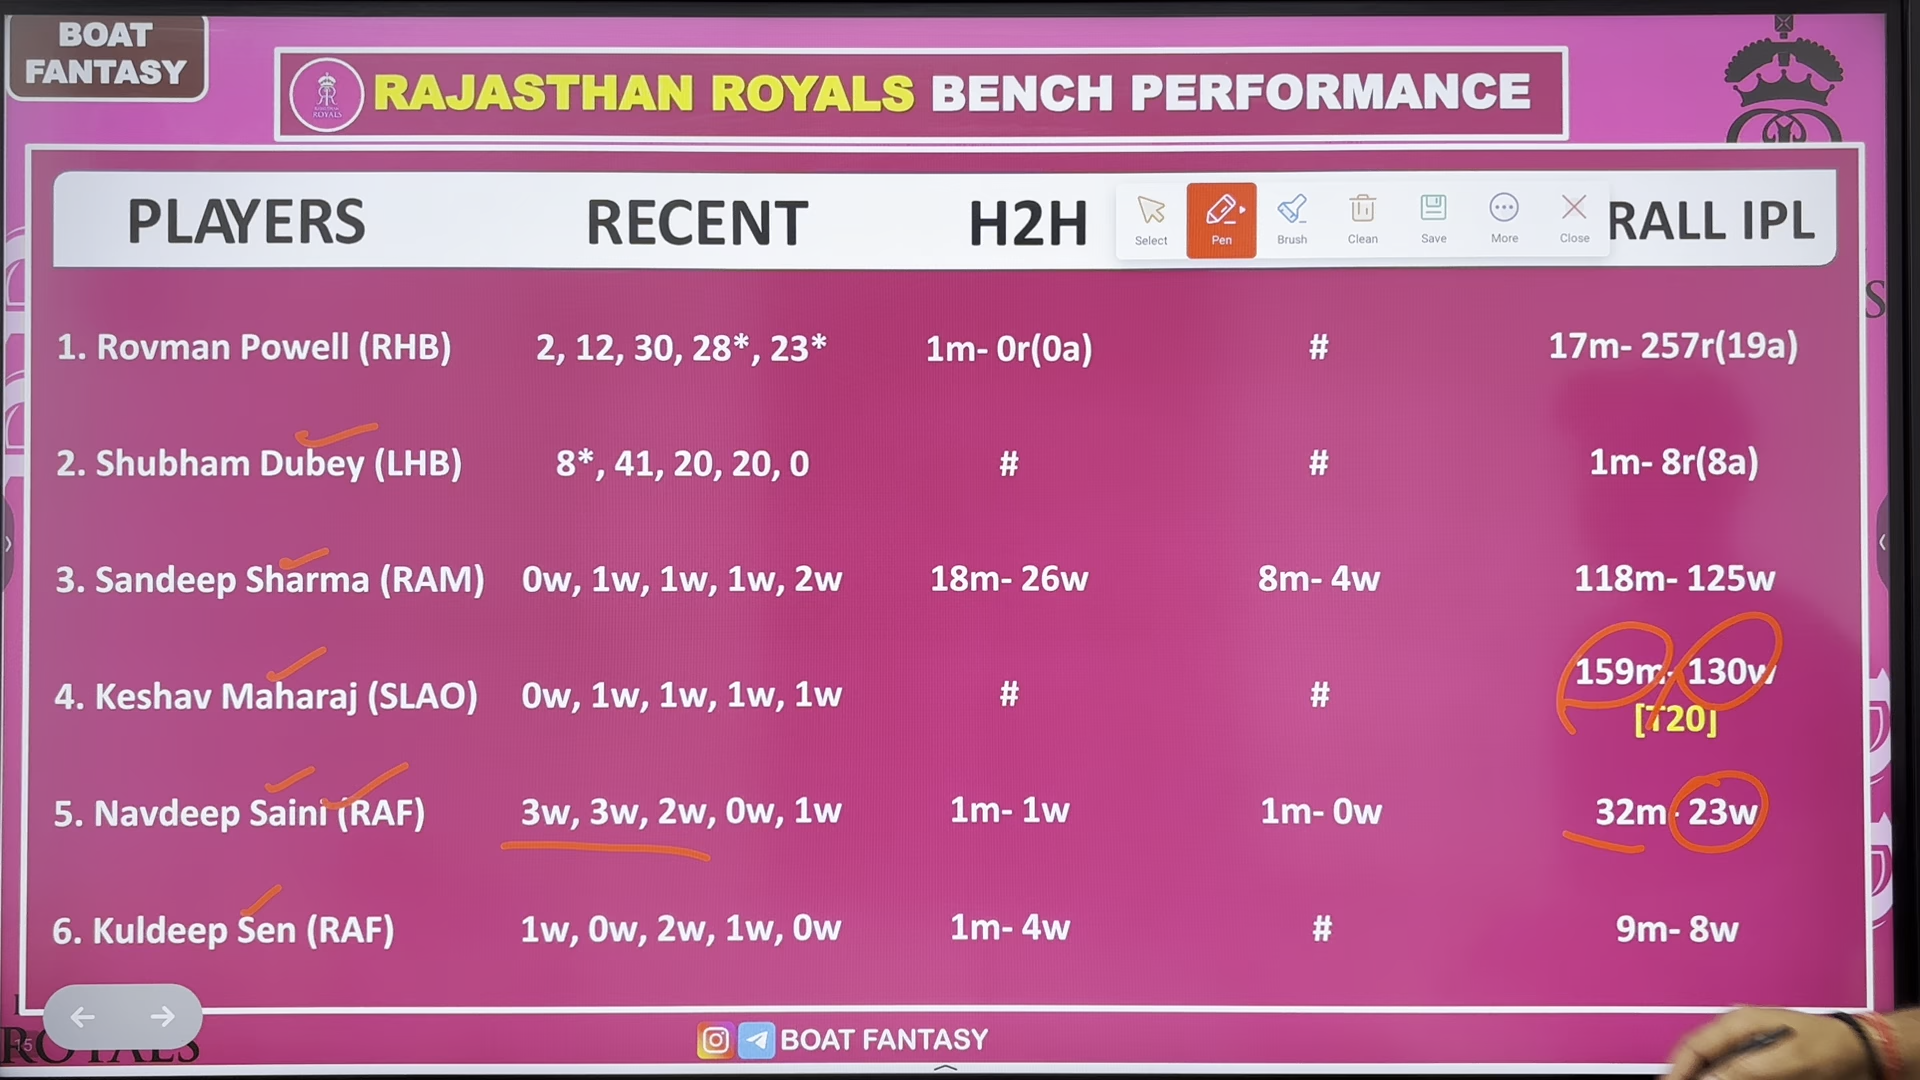 BOAT
FANTASY
ROYALS
RAJASTHAN ROYALS BENCH PERFORMANCE
PLAYERS RECENT H2H RALL IPL
Select Pen Brush Clean Save More Close
1. Rovman Powell (RHB) 2, 12, 30, 28*, 23* 1m- 0r(0a) # 17m- 257r(19a)
2. Shubham Dubey (LHB) 8*, 41, 20, 20, 0 # # 1m- 8r(8a)
3. Sandeep Sharma (RAM) 0w, 1w, 1w, 1w, 2w 18m- 26w 8m- 4w 118m- 125w
4. Keshav Maharaj (SLAO) 0w, 1w, 1w, 1w, 1w # # 159m- 130w
[T20]
5. Navdeep Saini (RAF) 3w, 3w, 2w, 0w, 1w 1m- 1w 1m- 0w 32m- 23w
6. Kuldeep Sen (RAF) 1w, 0w, 2w, 1w, 0w 1m- 4w # 9m- 8w
15
ROYALS
BOAT FANTASY